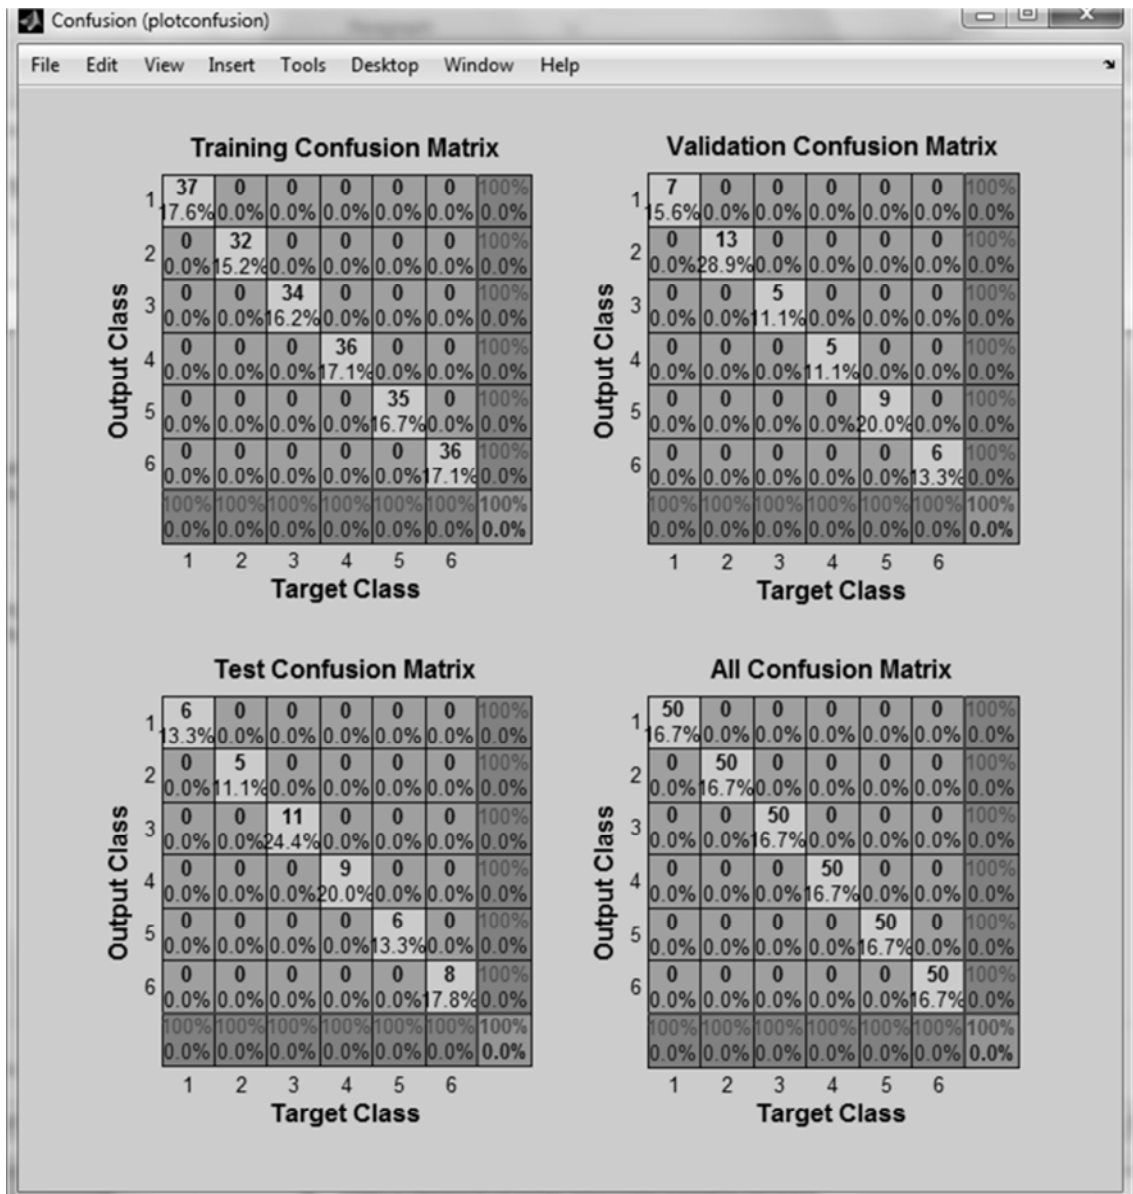 Confusion (plotconfusion)
File Edit View Insert Tools Desktop Window Help
Training Confusion Matrix
Output Class
1 37 0 0 0 0 0 100%
17.6% 0.0% 0.0% 0.0% 0.0% 0.0% 0.0%
2 0 32 0 0 0 0 100%
0.0% 15.2% 0.0% 0.0% 0.0% 0.0% 0.0%
3 0 0 34 0 0 0 100%
0.0% 0.0% 16.2% 0.0% 0.0% 0.0% 0.0%
4 0 0 0 36 0 0 100%
0.0% 0.0% 0.0% 17.1% 0.0% 0.0% 0.0%
5 0 0 0 0 35 0 100%
0.0% 0.0% 0.0% 0.0% 16.7% 0.0% 0.0%
6 0 0 0 0 0 36 100%
0.0% 0.0% 0.0% 0.0% 0.0% 17.1% 0.0%
100% 100% 100% 100% 100% 100% 100%
0.0% 0.0% 0.0% 0.0% 0.0% 0.0% 0.0%
1 2 3 4 5 6
Target Class
Validation Confusion Matrix
Output Class
1 7 0 0 0 0 0 100%
15.6% 0.0% 0.0% 0.0% 0.0% 0.0% 0.0%
2 0 13 0 0 0 0 100%
0.0% 28.9% 0.0% 0.0% 0.0% 0.0% 0.0%
3 0 0 5 0 0 0 100%
0.0% 0.0% 11.1% 0.0% 0.0% 0.0% 0.0%
4 0 0 0 5 0 0 100%
0.0% 0.0% 0.0% 11.1% 0.0% 0.0% 0.0%
5 0 0 0 0 9 0 100%
0.0% 0.0% 0.0% 0.0% 20.0% 0.0% 0.0%
6 0 0 0 0 0 6 100%
0.0% 0.0% 0.0% 0.0% 0.0% 13.3% 0.0%
100% 100% 100% 100% 100% 100% 100%
0.0% 0.0% 0.0% 0.0% 0.0% 0.0% 0.0%
1 2 3 4 5 6
Target Class
Test Confusion Matrix
Output Class
1 6 0 0 0 0 0 100%
13.3% 0.0% 0.0% 0.0% 0.0% 0.0% 0.0%
2 0 5 0 0 0 0 100%
0.0% 11.1% 0.0% 0.0% 0.0% 0.0% 0.0%
3 0 0 11 0 0 0 100%
0.0% 0.0% 24.4% 0.0% 0.0% 0.0% 0.0%
4 0 0 0 9 0 0 100%
0.0% 0.0% 0.0% 20.0% 0.0% 0.0% 0.0%
5 0 0 0 0 6 0 100%
0.0% 0.0% 0.0% 0.0% 13.3% 0.0% 0.0%
6 0 0 0 0 0 8 100%
0.0% 0.0% 0.0% 0.0% 0.0% 17.8% 0.0%
100% 100% 100% 100% 100% 100% 100%
0.0% 0.0% 0.0% 0.0% 0.0% 0.0% 0.0%
1 2 3 4 5 6
Target Class
All Confusion Matrix
Output Class
1 50 0 0 0 0 0 100%
16.7% 0.0% 0.0% 0.0% 0.0% 0.0% 0.0%
2 0 50 0 0 0 0 100%
0.0% 16.7% 0.0% 0.0% 0.0% 0.0% 0.0%
3 0 0 50 0 0 0 100%
0.0% 0.0% 16.7% 0.0% 0.0% 0.0% 0.0%
4 0 0 0 50 0 0 100%
0.0% 0.0% 0.0% 16.7% 0.0% 0.0% 0.0%
5 0 0 0 0 50 0 100%
0.0% 0.0% 0.0% 0.0% 16.7% 0.0% 0.0%
6 0 0 0 0 0 50 100%
0.0% 0.0% 0.0% 0.0% 0.0% 16.7% 0.0%
100% 100% 100% 100% 100% 100% 100%
0.0% 0.0% 0.0% 0.0% 0.0% 0.0% 0.0%
1 2 3 4 5 6
Target Class